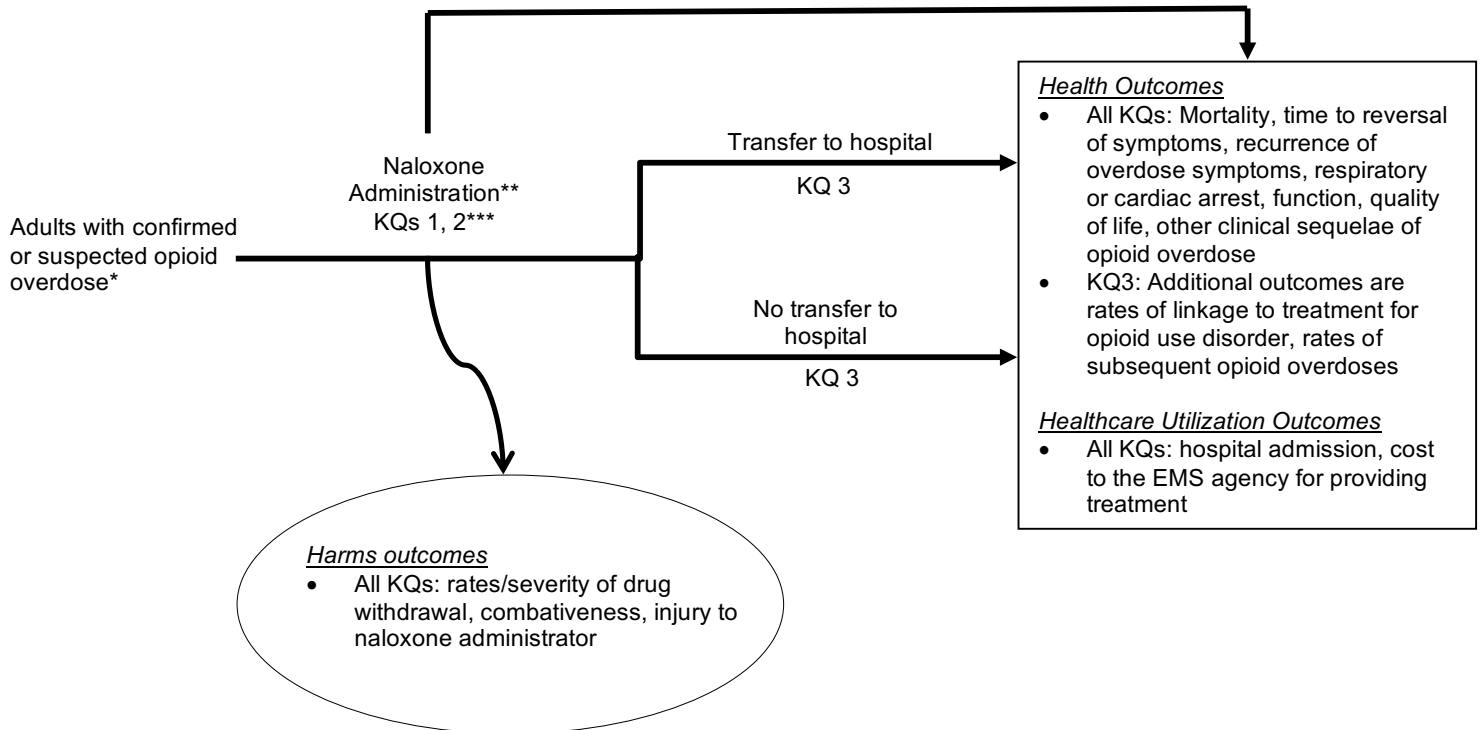 Adults with confirmed
or suspected opioid
overdose*
Naloxone
Administration**
KQs 1, 2***
Transfer to hospital
KQ 3
No transfer to
hospital
KQ 3
Health Outcomes
• All KQs: Mortality, time to reversal
of symptoms, recurrence of
overdose symptoms, respiratory
or cardiac arrest, function, quality
of life, other clinical sequelae of
opioid overdose
• KQ3: Additional outcomes are
rates of linkage to treatment for
opioid use disorder, rates of
subsequent opioid overdoses
Healthcare Utilization Outcomes
• All KQs: hospital admission, cost
to the EMS agency for providing
treatment
Harms outcomes
• All KQs: rates/severity of drug
withdrawal, combativeness, injury to
naloxone administrator